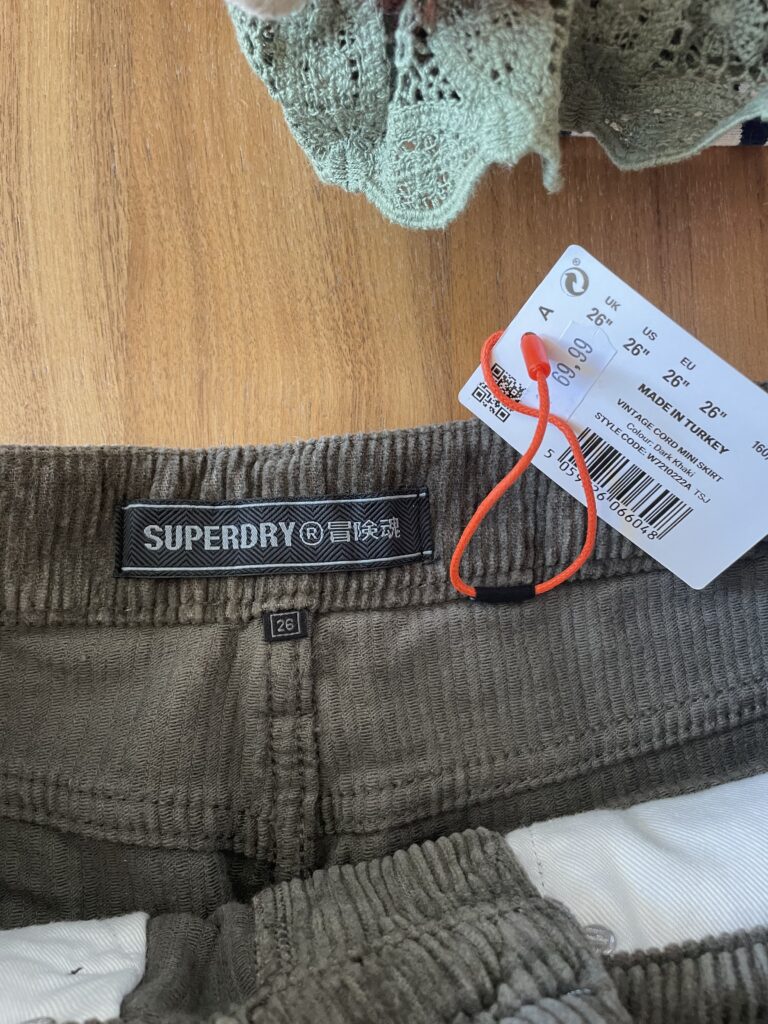 A
UK
26"
US
26"
EU
26"
26"
69,99
MADE IN TURKEY
VINTAGE CORD MINI SKIRT
Colour: Dark Khaki
STYLE CODE: W7210222A TSJ
SUPERDRY®冒険魂
26